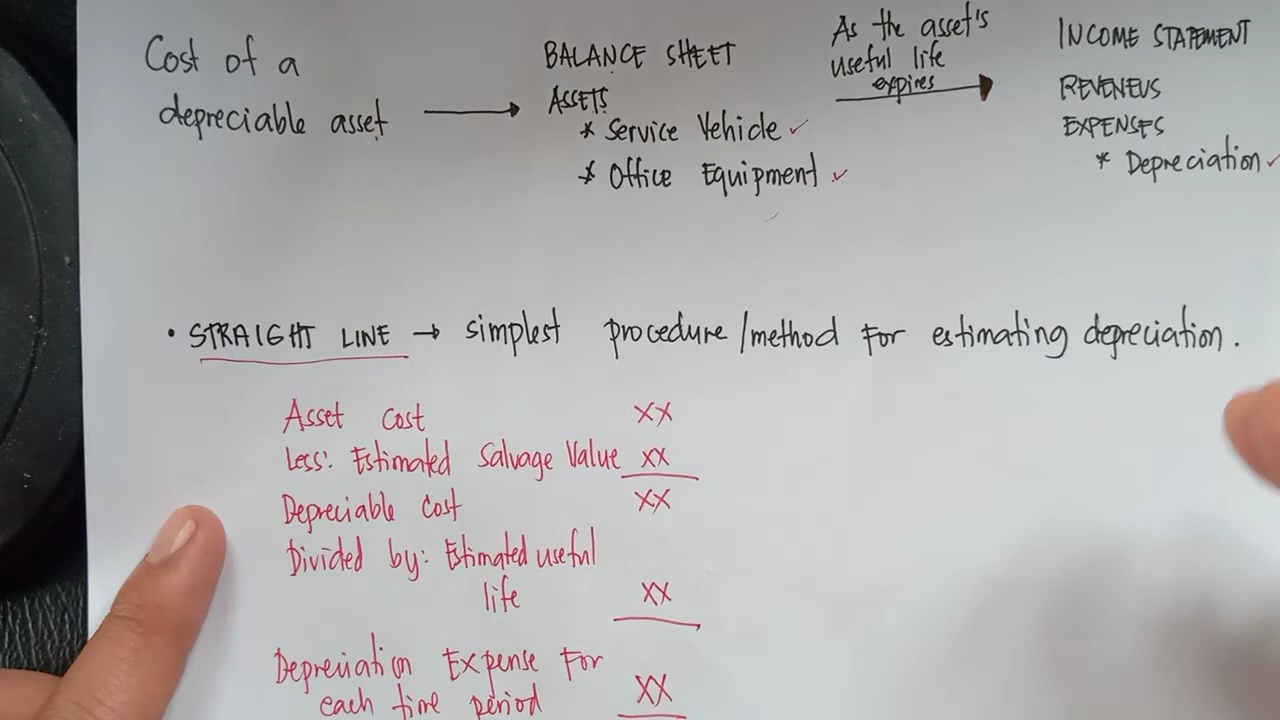 Cost of a
depreciable asset
BALANCE SHEET
ASSETS
* Service Vehicle ✓
* Office Equipment ✓
As the asset's
useful life
expires
INCOME STATEMENT
REVENEUS
EXPENSES
* Depreciation ✓
• STRAIGHT LINE → simplest procedure/method for estimating depreciation.
Asset cost XX
Less: Estimated Salvage Value XX
Depreciable cost XX
Divided by: Estimated useful
life XX
Depreciation Expense for
each time period XX